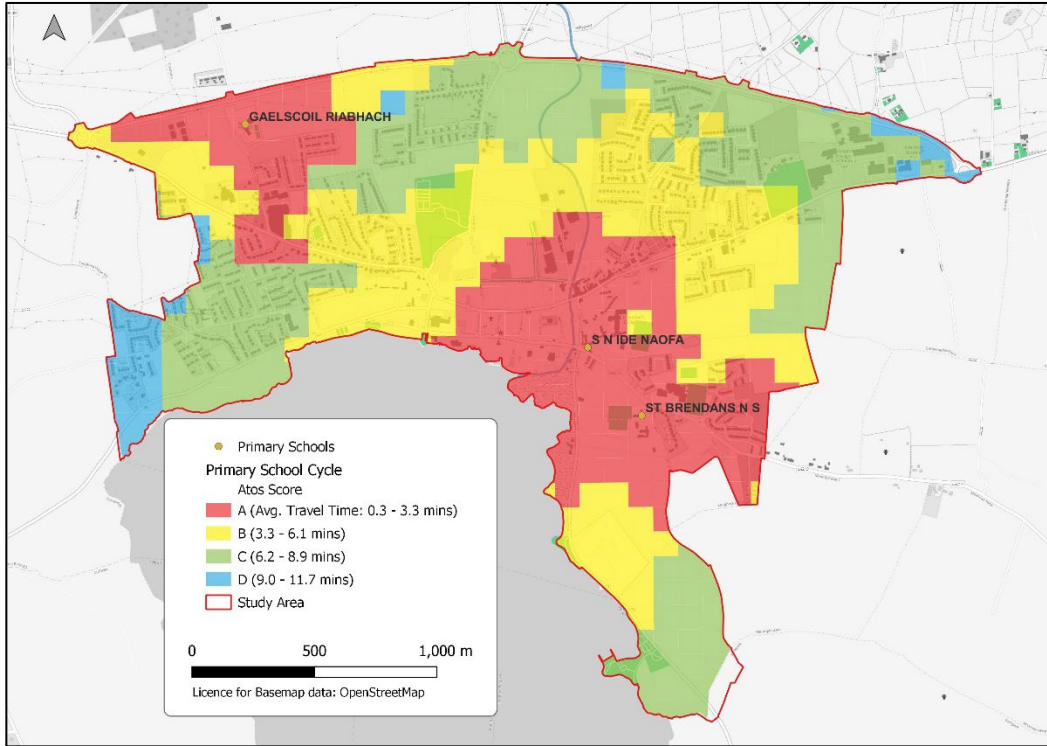 GAELSCOIL RIABHACH
S N IDE NAOFA
ST BRENDANS N S
Primary Schools
Primary School Cycle
Atos Score
A (Avg. Travel Time: 0.3 - 3.3 mins)
B (3.3 - 6.1 mins)
C (6.2 - 8.9 mins)
D (9.0 - 11.7 mins)
Study Area
0 500 1,000 m
Licence for Basemap data: OpenStreetMap